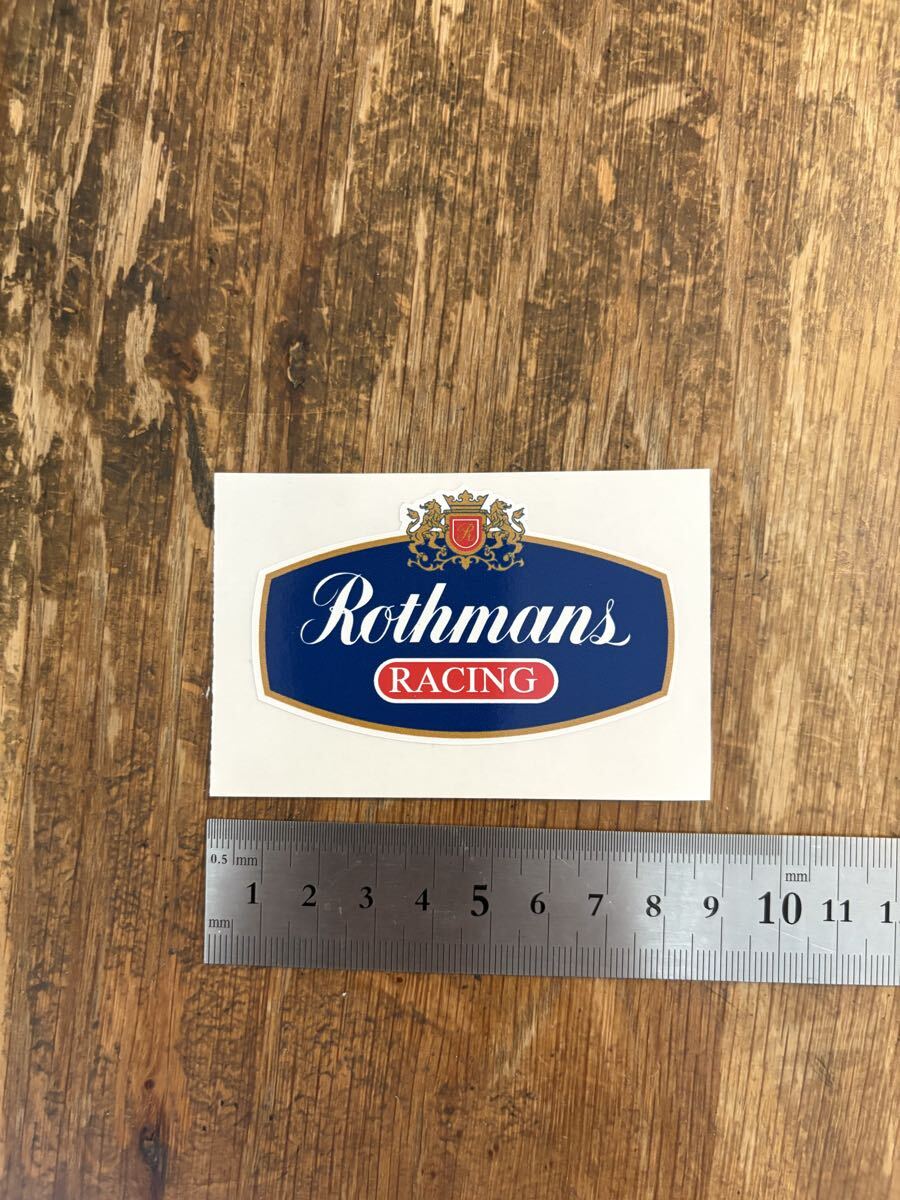 R
Rothmans
RACING
0.5 mm
mm
1 2 3 4 5 6 7 8 9 10 11
mm